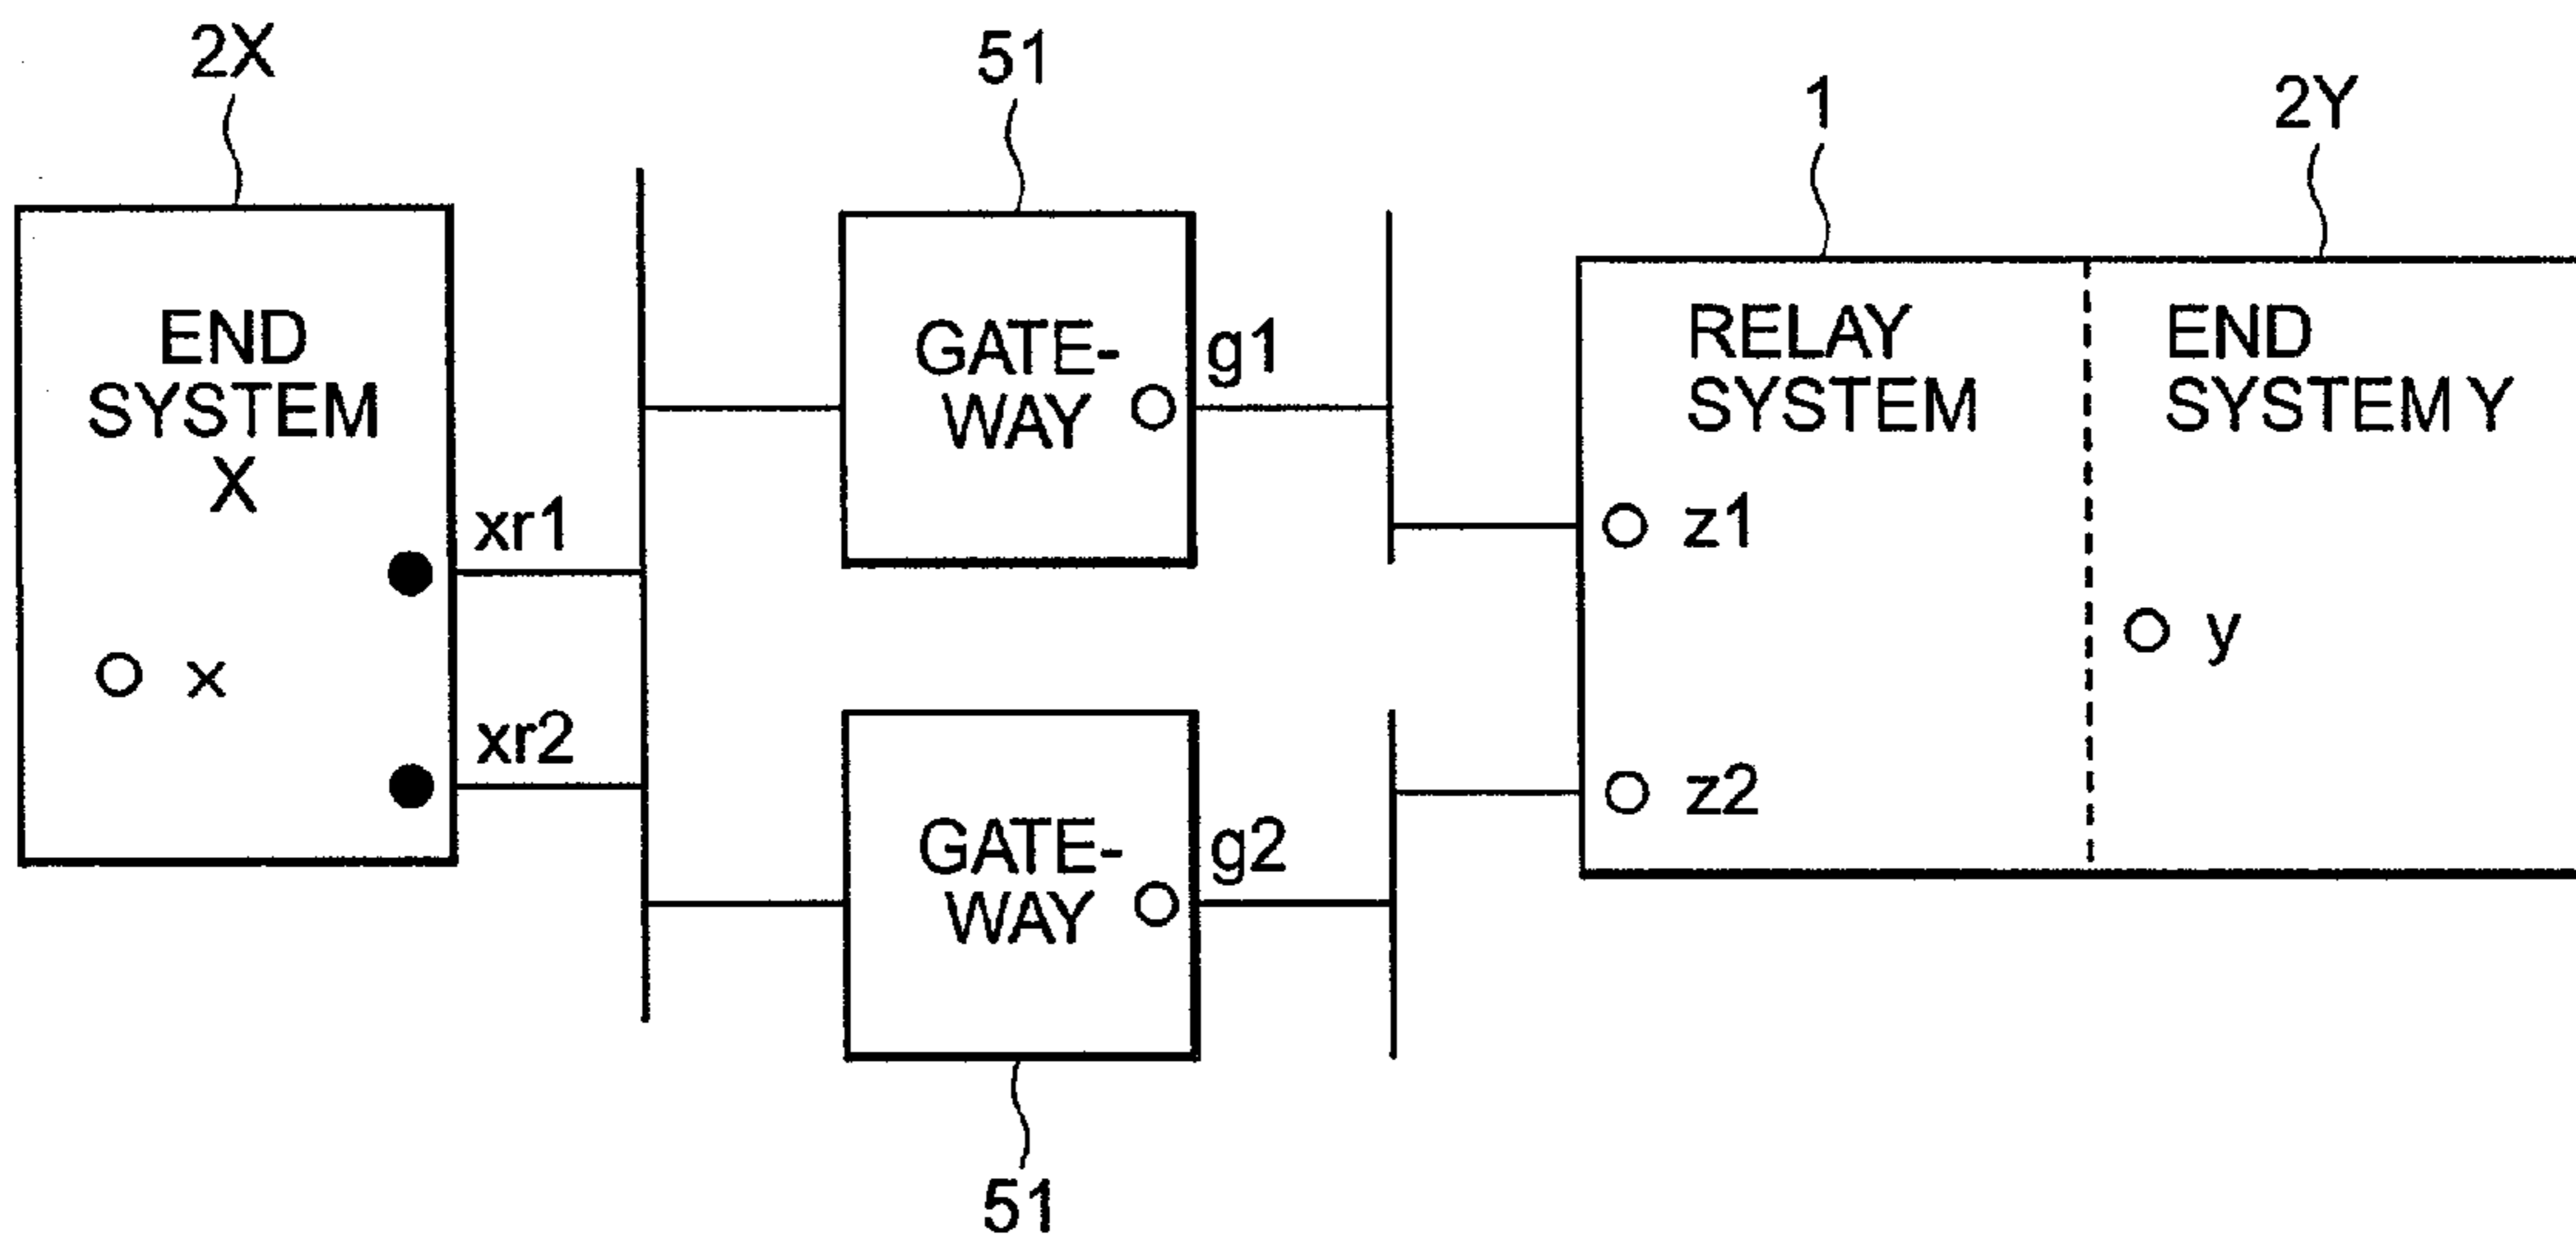 2X
51
1
2Y
END
SYSTEM
X
xr1
x
xr2
GATE-
WAY
g1
GATE-
WAY
g2
51
RELAY
SYSTEM
z1
z2
END
SYSTEM Y
y